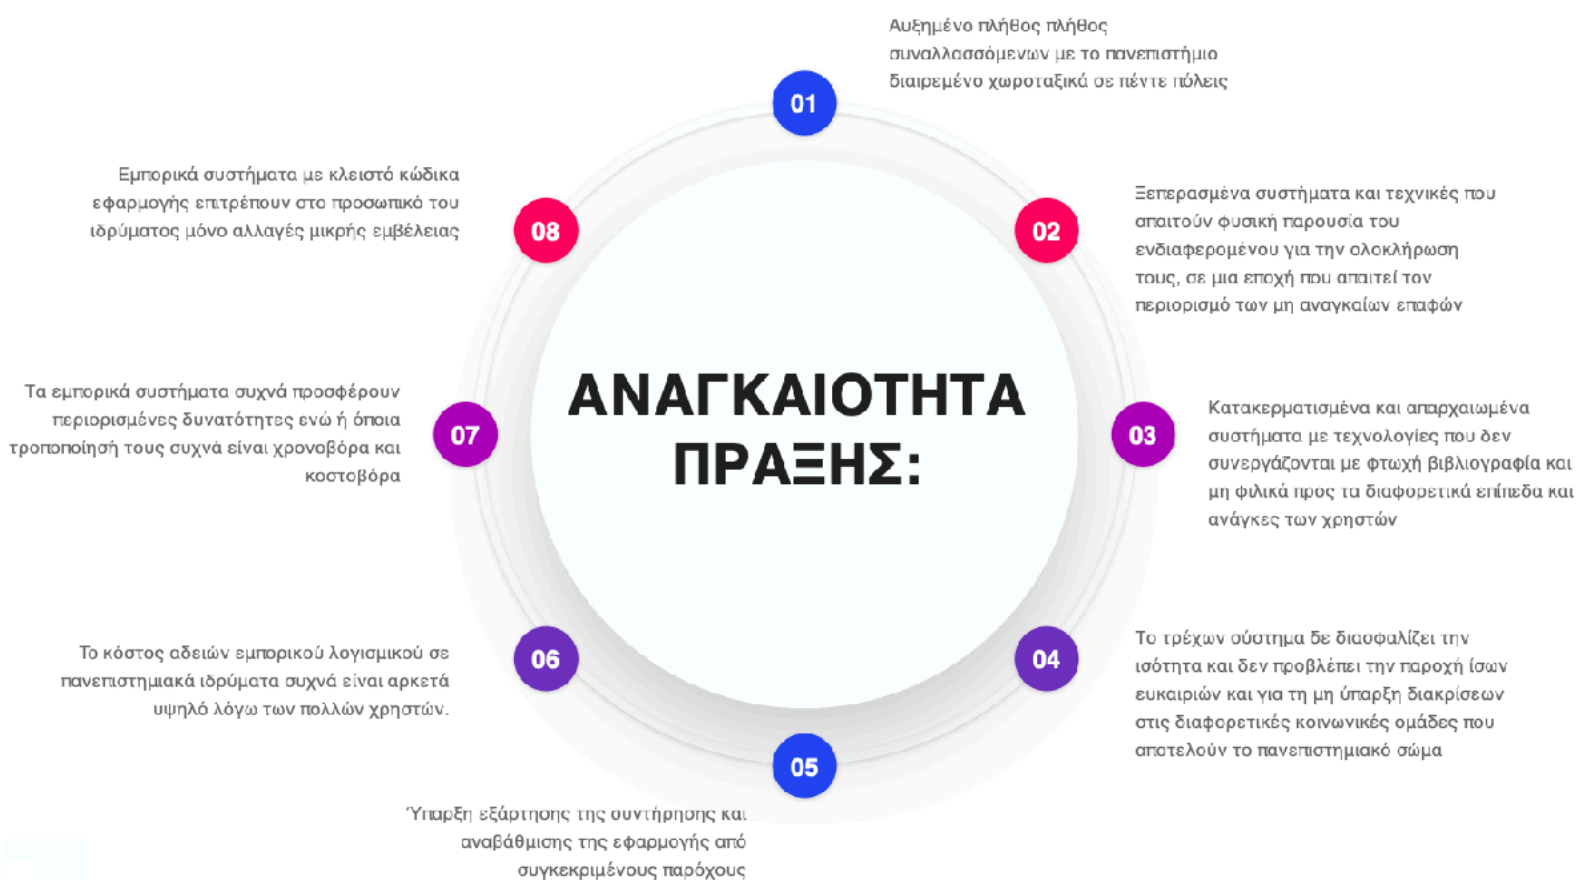 ΑΝΑΓΚΑΙΟΤΗΤΑ
ΠΡΑΞΗΣ:
01
Αυξημένο πλήθος πλήθος
συναλλασσόμενων με το πανεπιστήμιο
διαιρεμένο χωροταξικά σε πέντε πόλεις
02
Ξεπερασμένα συστήματα και τεχνικές που
απαιτούν φυσική παρουσία του
ενδιαφερομένου για την ολοκλήρωση
τους, σε μια εποχή που απαιτεί τον
περιορισμό των μη αναγκαίων επαφών
03
Κατακερματισμένα και απαρχαιωμένα
συστήματα με τεχνολογίες που δεν
συνεργάζονται με φτωχή βιβλιογραφία και
μη φιλικά προς τα διαφορετικά επίπεδα και
ανάγκες των χρηστών
04
Το τρέχων σύστημα δε διασφαλίζει την
ισότητα και δεν προβλέπει την παροχή ίσων
ευκαιριών και για τη μη ύπαρξη διακρίσεων
στις διαφορετικές κοινωνικές ομάδες που
αποτελούν το πανεπιστημιακό σώμα
05
Ύπαρξη εξάρτησης της συντήρησης και
αναβάθμισης της εφαρμογής από
συγκεκριμένους παρόχους
06
Το κόστος αδειών εμπορικού λογισμικού σε
πανεπιστημιακά ιδρύματα συχνά είναι αρκετά
υψηλό λόγω των πολλών χρηστών.
07
Τα εμπορικά συστήματα συχνά προσφέρουν
περιορισμένες δυνατότητες ενώ ή όποια
τροποποίησή τους συχνά είναι χρονοβόρα και
κοστοβόρα
08
Εμπορικά συστήματα με κλειστό κώδικα
εφαρμογής επιτρέπουν στο προσωπικό του
ιδρύματος μόνο αλλαγές μικρής εμβέλειας